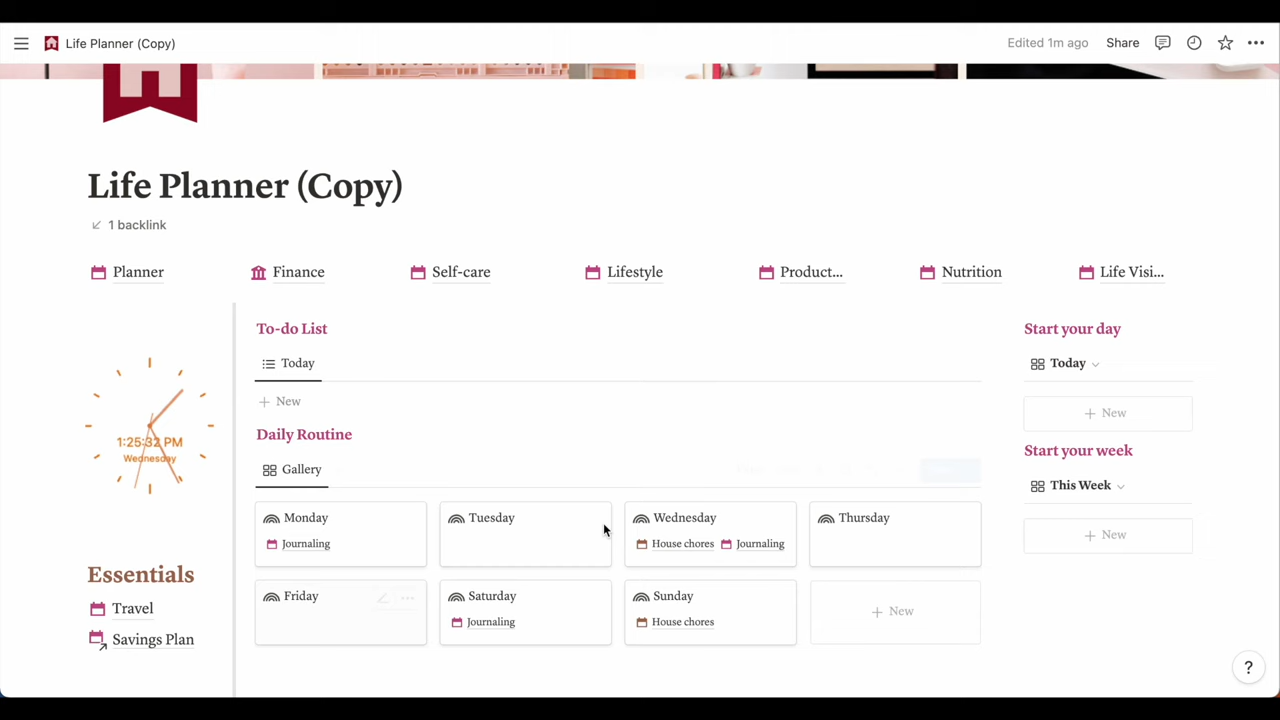 Life Planner (Copy)
Edited 1m ago
Share
Life Planner (Copy)
1 backlink
Planner
Finance
Self-care
Lifestyle
Product...
Nutrition
Life Visi...
1:25:32 PM
Wednesday
Essentials
Travel
Savings Plan
To-do List
Today
+ New
Daily Routine
Gallery
Monday
Journaling
Tuesday
Wednesday
House chores Journaling
Thursday
Friday
Saturday
Journaling
Sunday
House chores
+ New
Start your day
Today
+ New
Start your week
This Week
+ New
?